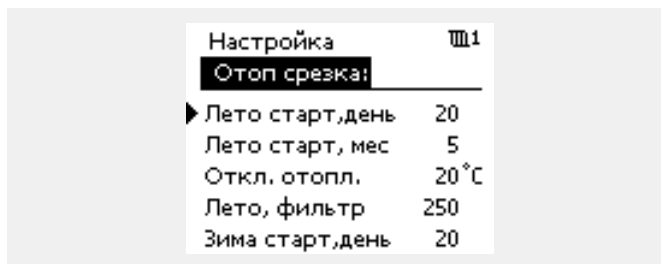 Настройка 1
Отоп срезка:
Лето старт,день 20
Лето старт, мес 5
Откл. отопл. 20°C
Лето, фильтр 250
Зима старт,день 20